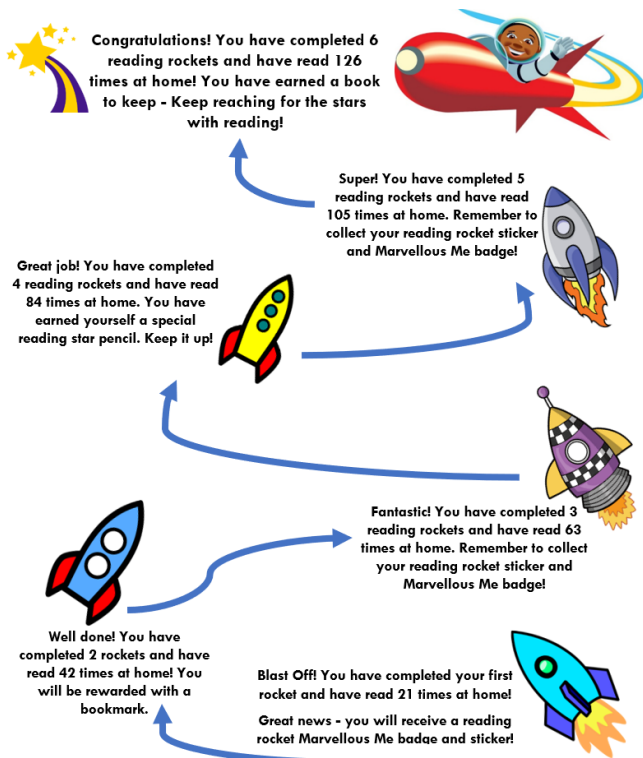 Congratulations! You have completed 6
reading rockets and have read 126
times at home! You have earned a book
to keep - Keep reaching for the stars
with reading!
Super! You have completed 5
reading rockets and have read
105 times at home. Remember to
collect your reading rocket sticker
and Marvellous Me badge!
Great job! You have completed
4 reading rockets and have read
84 times at home. You have
earned yourself a special
reading star pencil. Keep it up!
Fantastic! You have completed 3
reading rockets and have read 63
times at home. Remember to collect
your reading rocket sticker and
Marvellous Me badge!
Well done! You have
completed 2 rockets and have
read 42 times at home! You
will be rewarded with a
bookmark.
Blast Off! You have completed your first
rocket and have read 21 times at home!
Great news - you will receive a reading
rocket Marvellous Me badge and sticker!